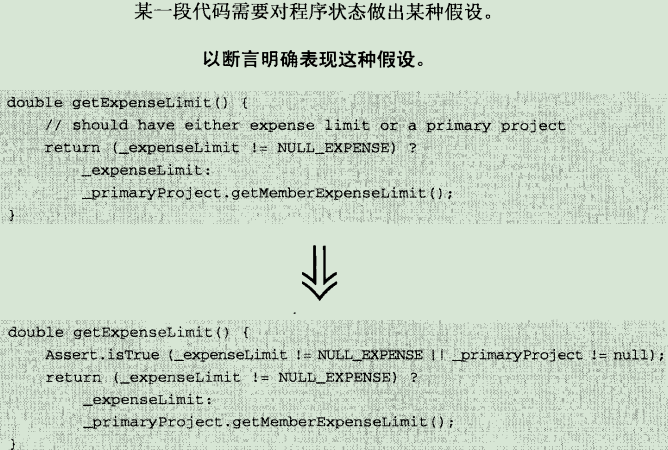 某一段代码需要对程序状态做出某种假设。
以断言明确表现这种假设。
double getExpenseLimit() {
    // should have either expense limit or a primary project
    return (_expenseLimit != NULL_EXPENSE) ?
        _expenseLimit:
        _primaryProject.getMemberExpenseLimit();
}
double getExpenseLimit() {
    Assert.isTrue (_expenseLimit != NULL_EXPENSE || _primaryProject != null);
    return (_expenseLimit != NULL_EXPENSE) ?
        _expenseLimit:
        _primaryProject.getMemberExpenseLimit();
}